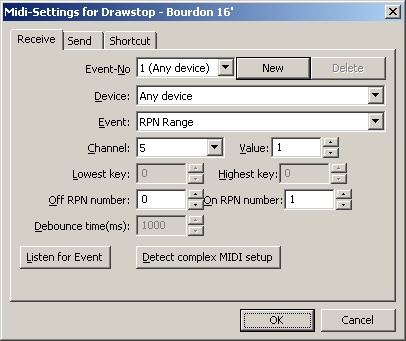 Midi-Settings for Drawstop - Bourdon 16'
Receive Send Shortcut
Event-No 1 (Any device) New Delete
Device: Any device
Event: RPN Range
Channel: 5 Value: 1
Lowest key: 0 Highest key: 0
Off RPN number: 0 On RPN number: 1
Debounce time(ms): 1000
Listen for Event Detect complex MIDI setup
OK Cancel